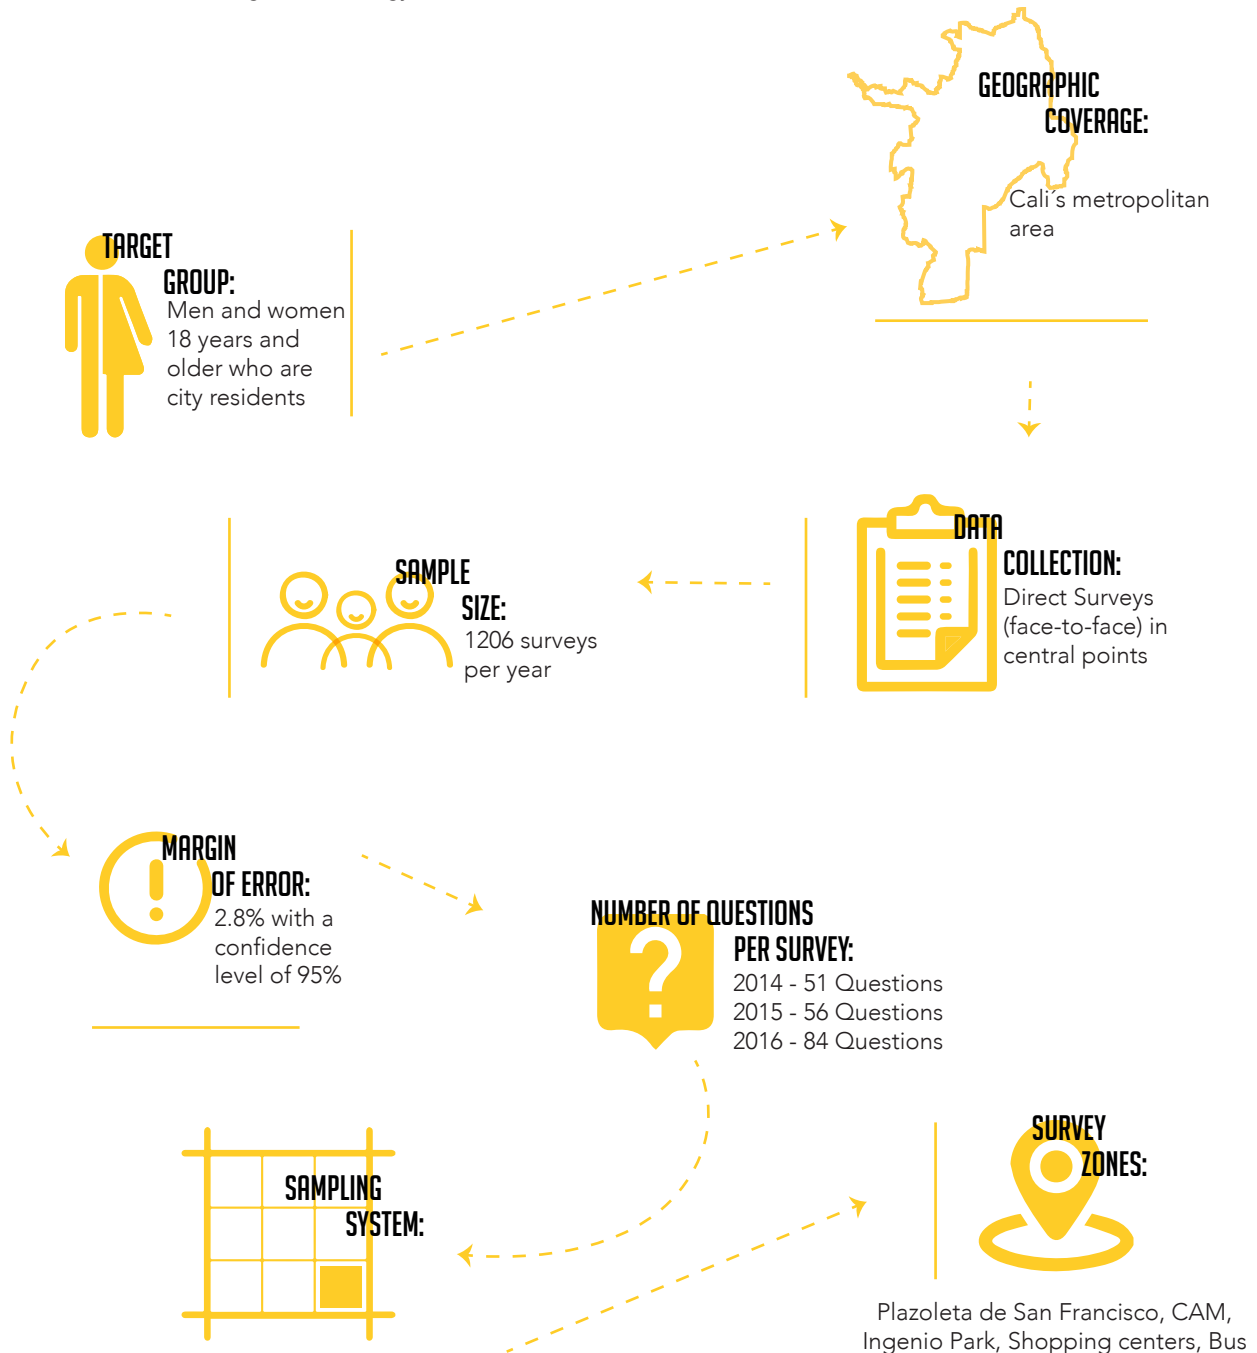 TARGET
GROUP:
Men and women
18 years and
older who are
city residents
GEOGRAPHIC
COVERAGE:
Cali´s metropolitan
area
DATA
COLLECTION:
Direct Surveys
(face-to-face) in
central points
SAMPLE
SIZE:
1206 surveys
per year
MARGIN
OF ERROR:
2.8% with a
confidence
level of 95%
NUMBER OF QUESTIONS
PER SURVEY:
2014 - 51 Questions
2015 - 56 Questions
2016 - 84 Questions
SAMPLING
SYSTEM:
SURVEY
ZONES:
Plazoleta de San Francisco, CAM,
Ingenio Park, Shopping centers, Bus